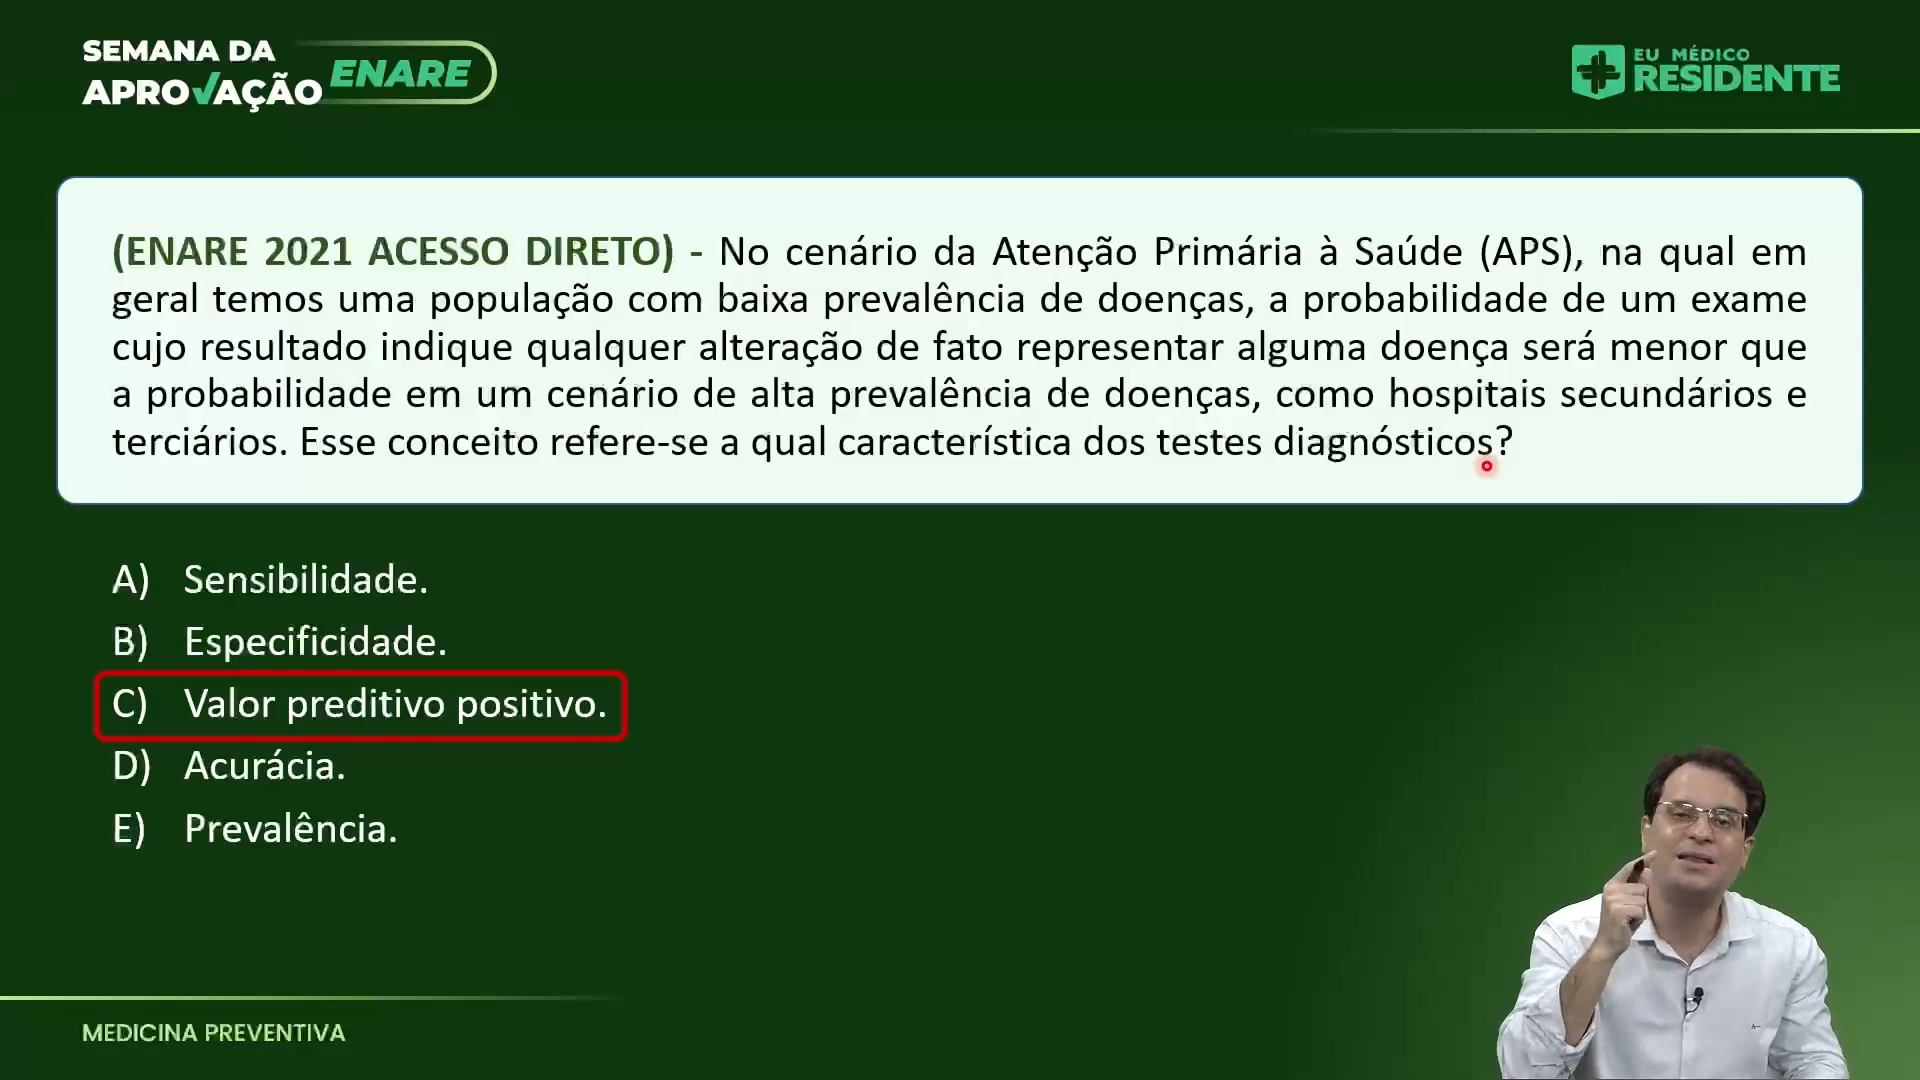 SEMANA DA
APROVAÇÃO ENARE
EU MÉDICO
RESIDENTE
(ENARE 2021 ACESSO DIRETO) - No cenário da Atenção Primária à Saúde (APS), na qual em
geral temos uma população com baixa prevalência de doenças, a probabilidade de um exame
cujo resultado indique qualquer alteração de fato representar alguma doença será menor que
a probabilidade em um cenário de alta prevalência de doenças, como hospitais secundários e
terciários. Esse conceito refere-se a qual característica dos testes diagnósticos?
A) Sensibilidade.
B) Especificidade.
C) Valor preditivo positivo.
D) Acurácia.
E) Prevalência.
MEDICINA PREVENTIVA